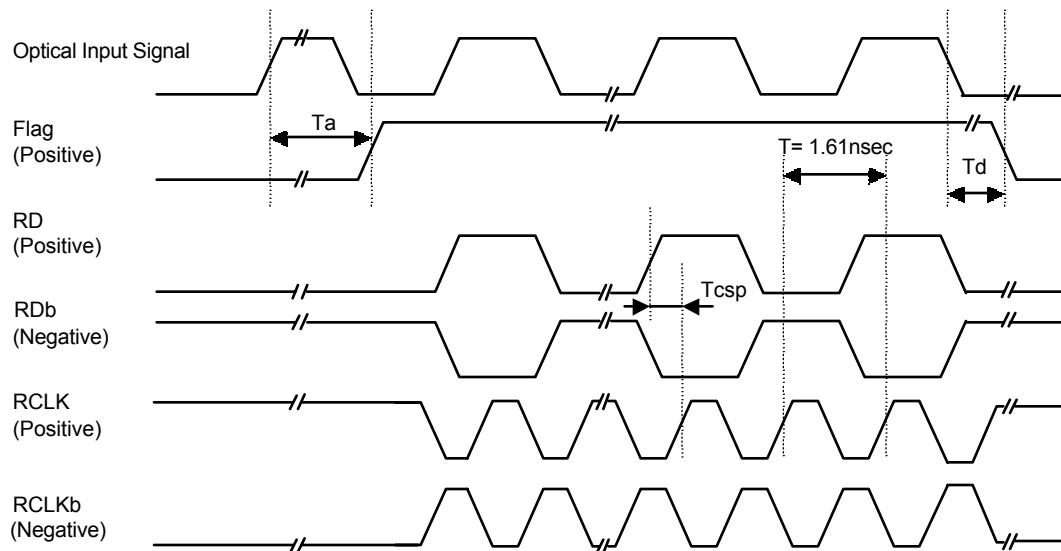 Optical Input Signal
Ta
Flag
(Positive)
T= 1.61nsec
Td
RD
(Positive)
Tcsp
RDb
(Negative)
RCLK
(Positive)
RCLKb
(Negative)